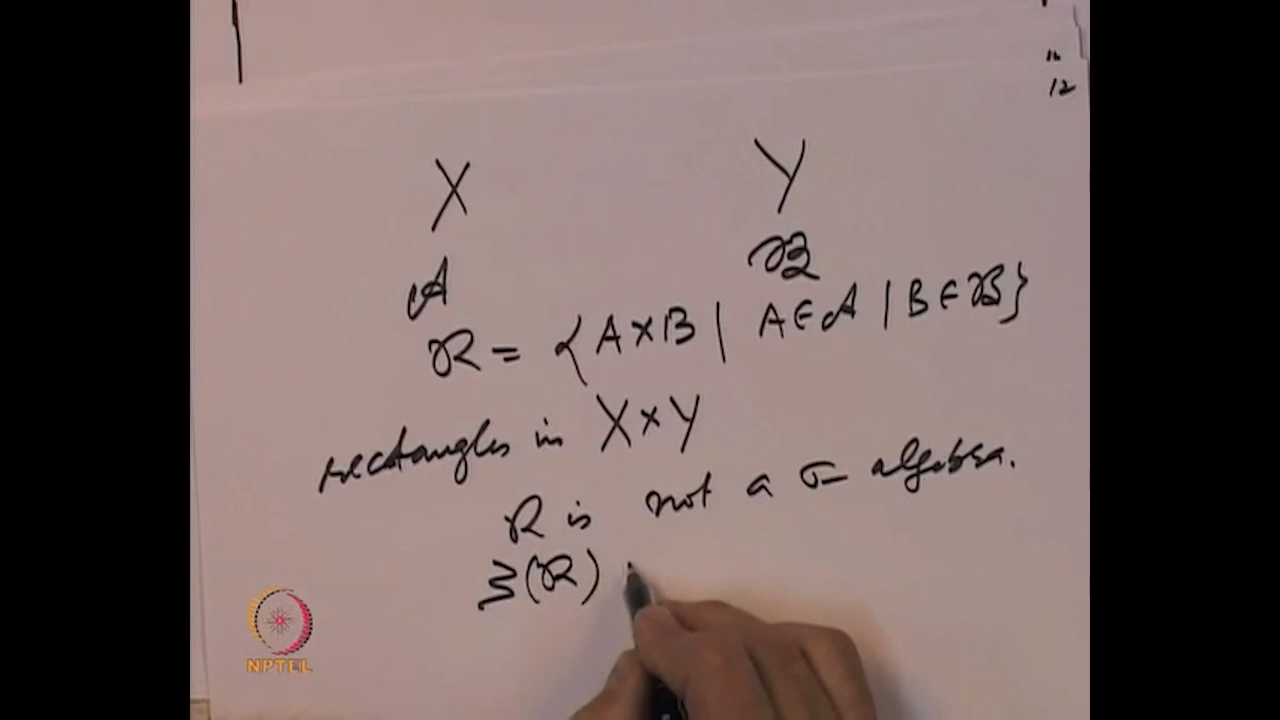 12
X Y
𝒜 ℬ
ℛ = { A × B | A ∈ 𝒜 | B ∈ ℬ }
rectangles in X × Y
ℛ is not a σ- algebra.
Ξ(ℛ)
NPTEL